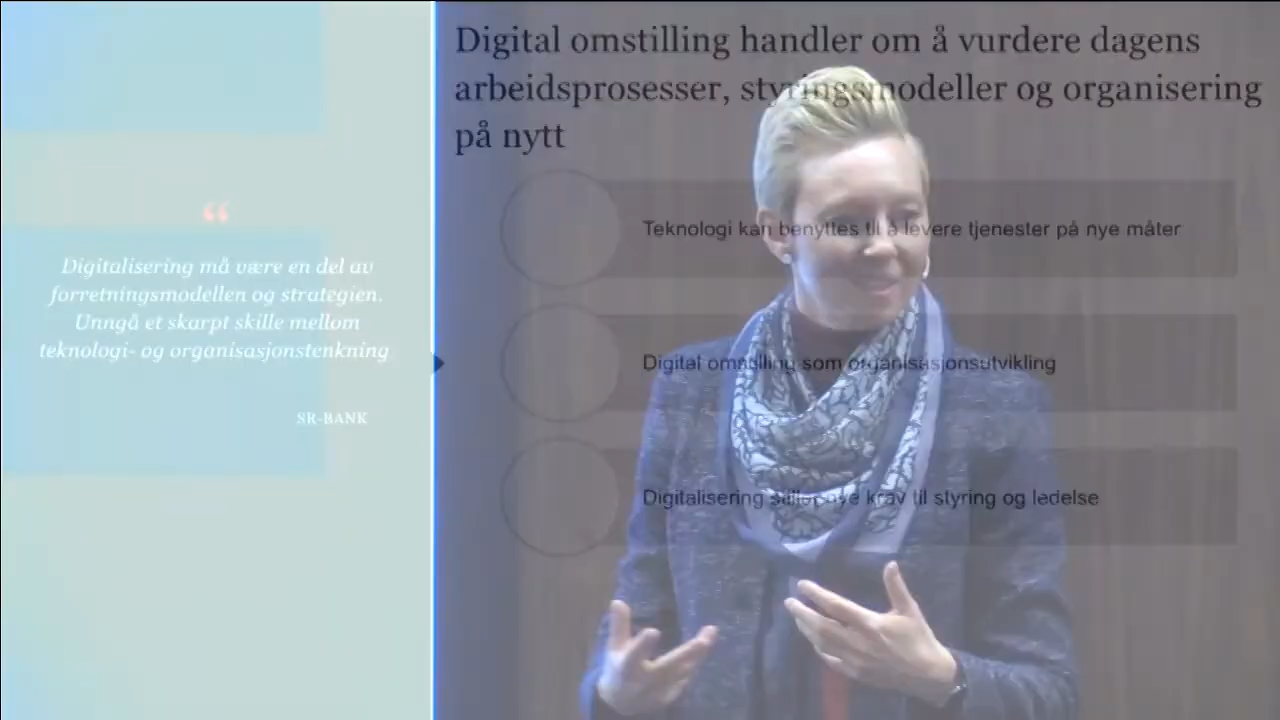 Digital omstilling handler om å vurdere dagens
arbeidsprosesser, styringsmodeller og organisering
på nytt
“
Digitalisering må være en del av
forretningsmodellen og strategien.
Unngå et skarpt skille mellom
teknologi- og organisasjonstenkning
SR-BANK
Teknologi kan benyttes til å levere tjenester på nye måter
Digital omstilling som organisasjonsutvikling
Digitalisering stiller nye krav til styring og ledelse